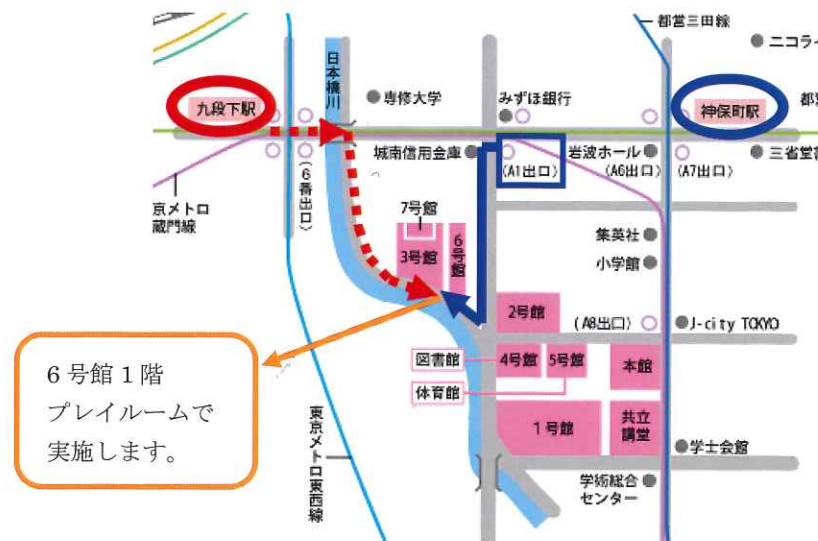 都営三田線
ニコライ
日本橋川
専修大学
みずほ銀行
九段下駅
神保町駅
都営
城南信用金庫
(A1出口)
岩波ホール
(A6出口)
(A7出口)
三省堂書
(6番出口)
京メトロ
蔵門線
7号館
3号館
6号館
集英社
小学館
2号館
(A8出口)
J-city TOKYO
図書館
4号館
5号館
本館
体育館
6号館1階
プレイルームで
実施します。
東京メトロ東西線
1号館
共立
講堂
学士会館
学術総合
センター